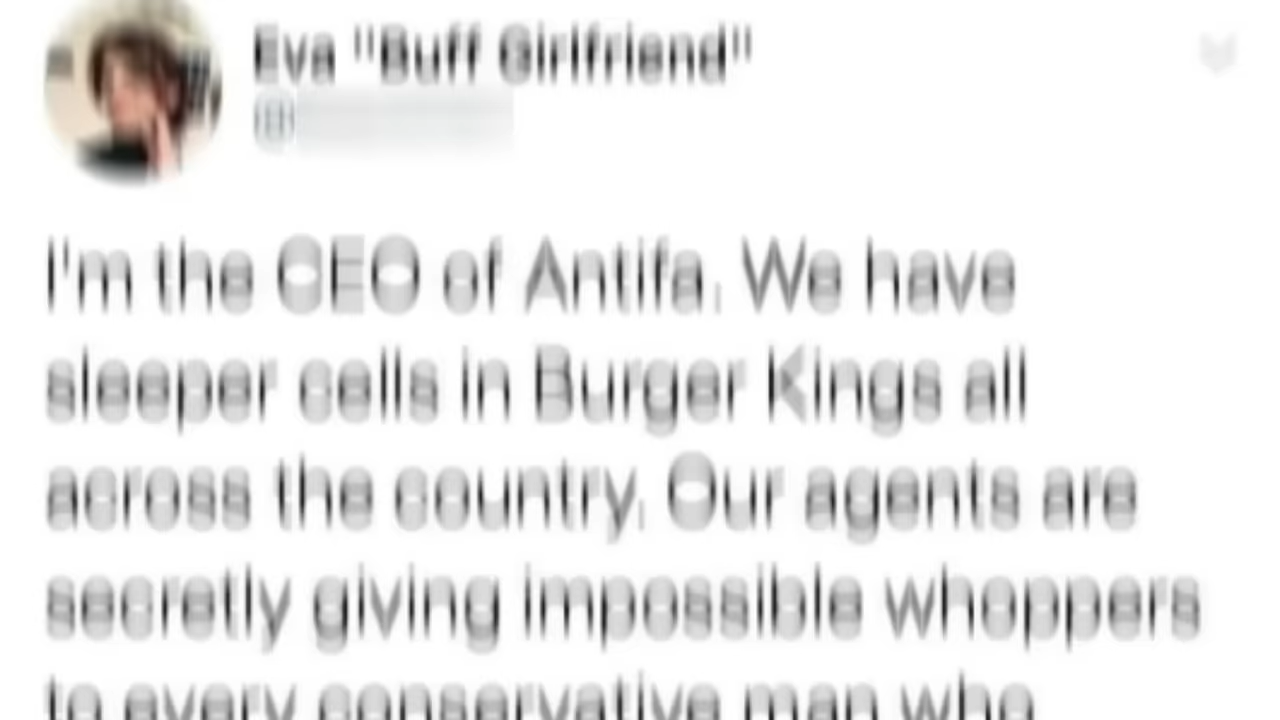 Eva "Buff Girlfriend"
@
I'm the CEO of Antifa. We have
sleeper cells in Burger Kings all
across the country. Our agents are
secretly giving impossible whoppers
to every conservative man who